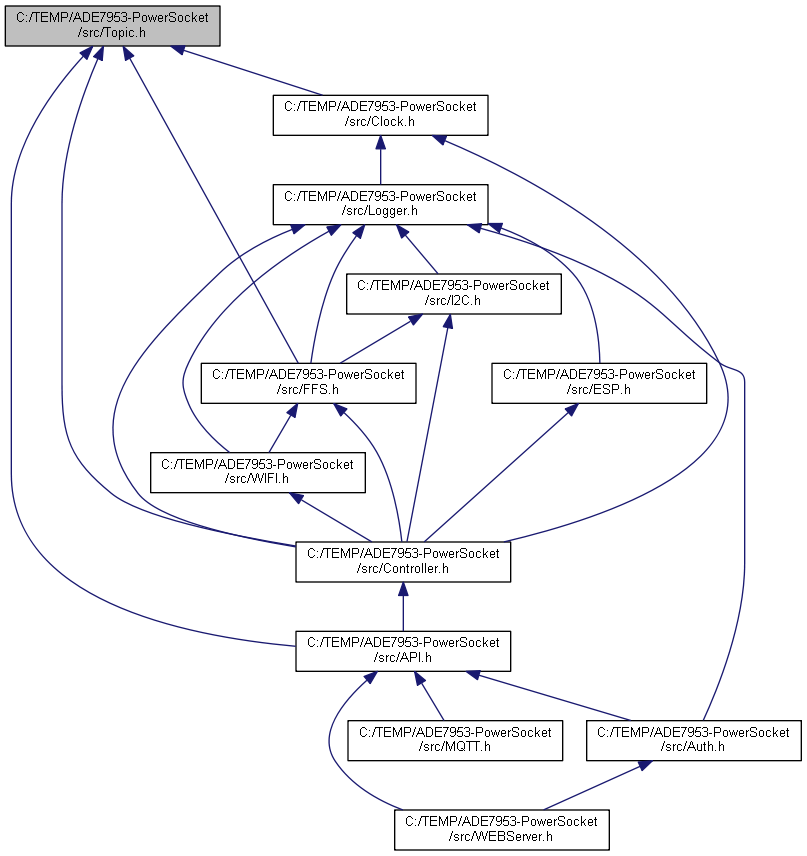 C:/TEMP/ADE7953-PowerSocket
/src/Topic.h
C:/TEMP/ADE7953-PowerSocket
/src/Clock.h
C:/TEMP/ADE7953-PowerSocket
/src/Logger.h
C:/TEMP/ADE7953-PowerSocket
/src/I2C.h
C:/TEMP/ADE7953-PowerSocket
/src/FFS.h
C:/TEMP/ADE7953-PowerSocket
/src/ESP.h
C:/TEMP/ADE7953-PowerSocket
/src/WIFI.h
C:/TEMP/ADE7953-PowerSocket
/src/Controller.h
C:/TEMP/ADE7953-PowerSocket
/src/API.h
C:/TEMP/ADE7953-PowerSocket
/src/MQTT.h
C:/TEMP/ADE7953-PowerSocket
/src/Auth.h
C:/TEMP/ADE7953-PowerSocket
/src/WEBServer.h